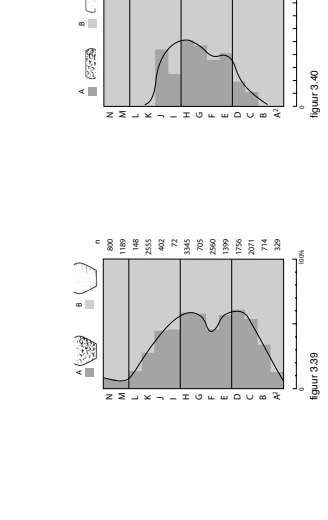 A B n
N 800
M 1189
L 148
K 2555
J 402
I 72
H 3345
G 705
F 2560
E 1399
D 1756
C 2071
B 714
A² 329
0 100%
figuur 3.39
A B
N
M
L
K
J
I
H
G
F
E
D
C
B
A²
0
figuur 3.40